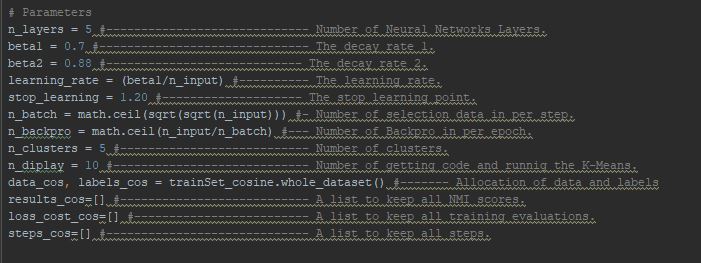 # Parameters
n_layers = 5 #------------------------------ Number of Neural Networks Layers.
beta1 = 0.7 #------------------------------- The decay rate 1.
beta2 = 0.88 #------------------------------ The decay rate 2.
learning_rate = (beta1/n_input) #----------- The learning rate.
stop_learning = 1.20 #---------------------- The stop learning point.
n_batch = math.ceil(sqrt(sqrt(n_input))) #- Number of selection data in per step.
n_backpro = math.ceil(n_input/n_batch) #--- Number of Backpro in per epoch.
n_clusters = 5 #---------------------------- Number of clusters.
n_diplay = 10 #----------------------------- Number of getting code and runnig the K-Means.
data_cos, labels_cos = trainSet_cosine.whole_dataset() #------- Allocation of data and labels
results_cos=[] #---------------------------- A list to keep all NMI scores.
loss_cost_cos=[] #-------------------------- A list to keep all training evaluations.
steps_cos=[] #------------------------------ A list to keep all steps.